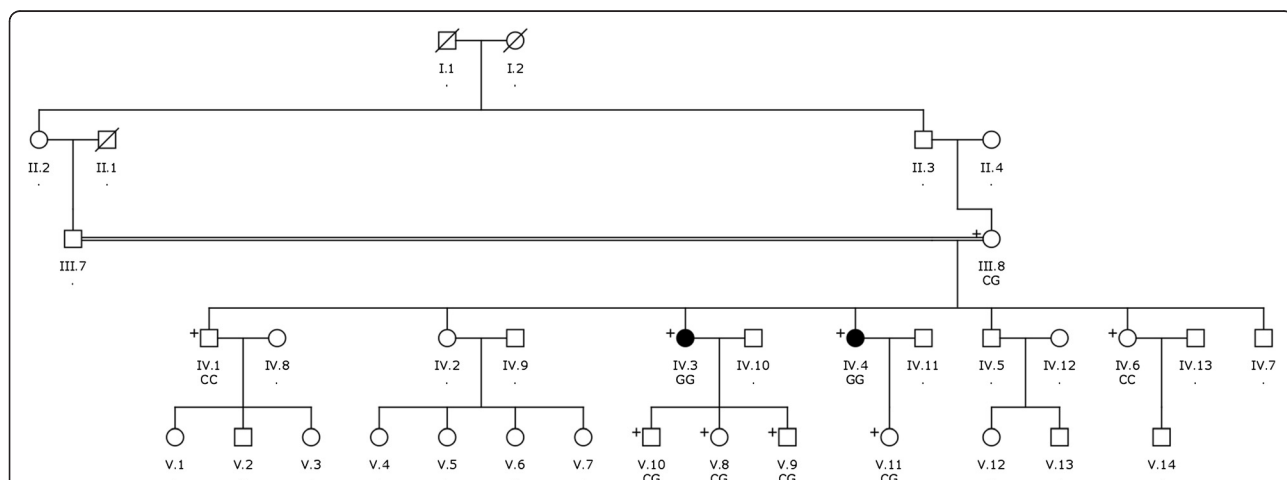 I.1 I.2
. .
II.2 II.1 II.3 II.4
. . . .
+
III.7 III.8
. CG
+ + + +
IV.1 IV.8 IV.2 IV.9 IV.3 IV.10 IV.4 IV.11 IV.5 IV.12 IV.6 IV.13 IV.7
CC . . . GG . GG . . . CC . .
+ + + +
V.1 V.2 V.3 V.4 V.5 V.6 V.7 V.10 V.8 V.9 V.11 V.12 V.13 V.14
CG CG CG CG